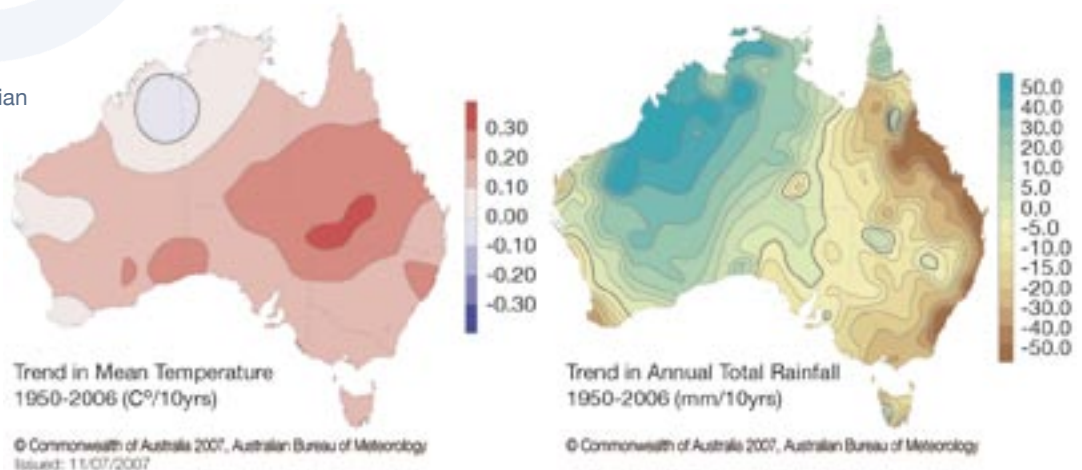 ian
0.30
0.20
0.10
0.00
-0.10
-0.20
-0.30
Trend in Mean Temperature
1950-2006 (Cº/10yrs)
© Commonwealth of Australia 2007, Australian Bureau of Meteorology
Issued: 11/07/2007
50.0
40.0
30.0
20.0
10.0
5.0
0.0
-5.0
-10.0
-15.0
-20.0
-30.0
-40.0
-50.0
Trend in Annual Total Rainfall
1950-2006 (mm/10yrs)
© Commonwealth of Australia 2007, Australian Bureau of Meteorology